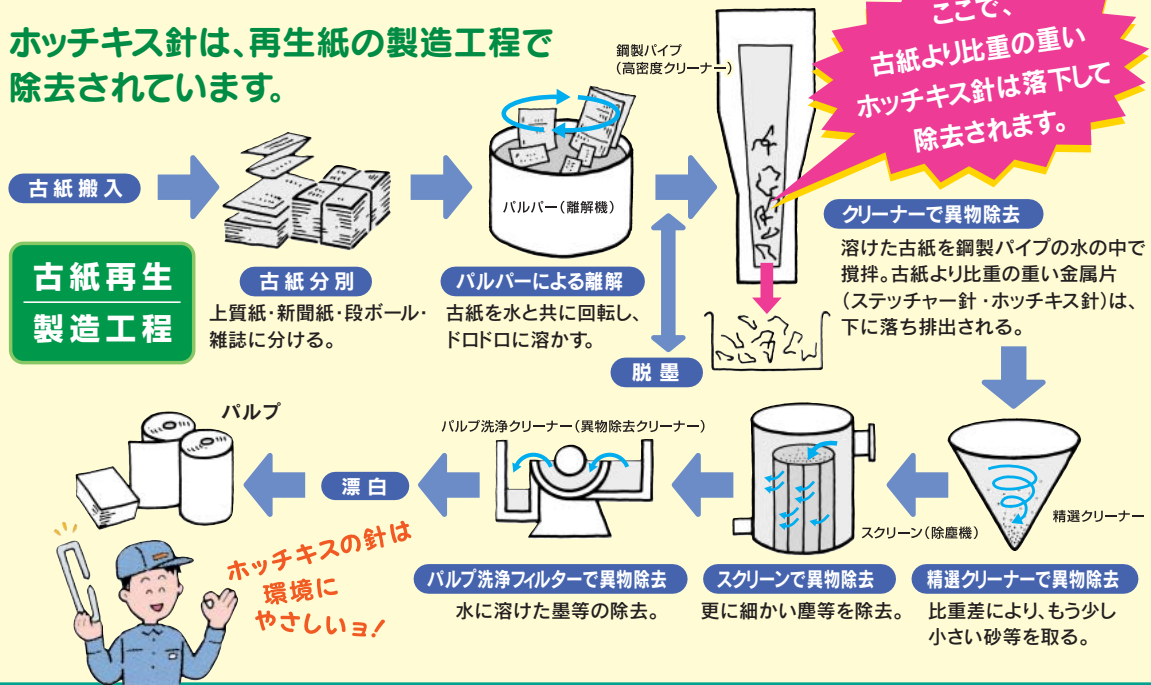 ホッチキス針は、再生紙の製造工程で
除去されています。
ここで、
古紙より比重の重い
ホッチキス針は落下して
除去されます。
鋼製パイプ
(高密度クリーナー)
古紙搬入
パルパー(離解機)
古紙再生
製造工程
古紙分別
上質紙・新聞紙・段ボール・
雑誌に分ける。
パルパーによる離解
古紙を水と共に回転し、
ドロドロに溶かす。
脱墨
クリーナーで異物除去
溶けた古紙を鋼製パイプの水の中で
撹拌。古紙より比重の重い金属片
(ステッチャー針・ホッチキス針)は、
下に落ち排出される。
精選クリーナー
精選クリーナーで異物除去
比重差により、もう少し
小さい砂等を取る。
スクリーン(除塵機)
スクリーンで異物除去
更に細かい塵等を除去。
パルプ洗浄クリーナー(異物除去クリーナー)
パルプ洗浄フィルターで異物除去
水に溶けた墨等の除去。
漂白
パルプ
ホッチキスの針は
環境に
やさしいョ!